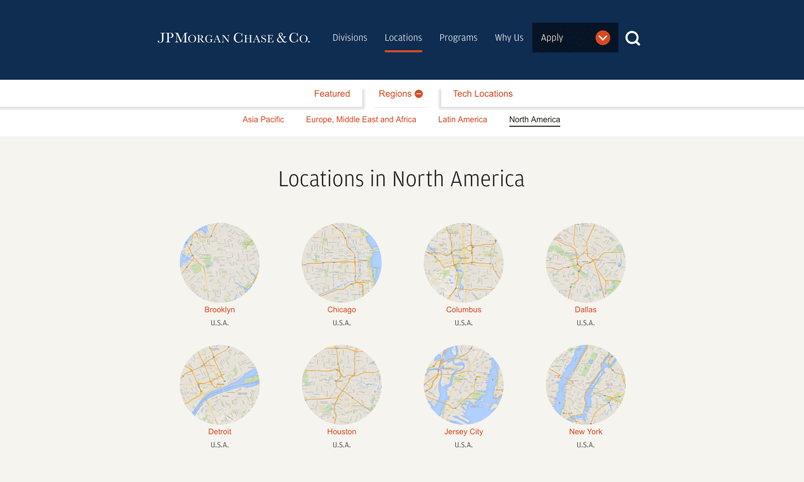 JPMORGAN CHASE & CO. Divisions Locations Programs Why Us Apply
Featured Regions Tech Locations
Asia Pacific Europe, Middle East and Africa Latin America North America
Locations in North America
Brooklyn Chicago Columbus Dallas
U.S.A. U.S.A. U.S.A. U.S.A.
Detroit Houston Jersey City New York
U.S.A. U.S.A. U.S.A. U.S.A.